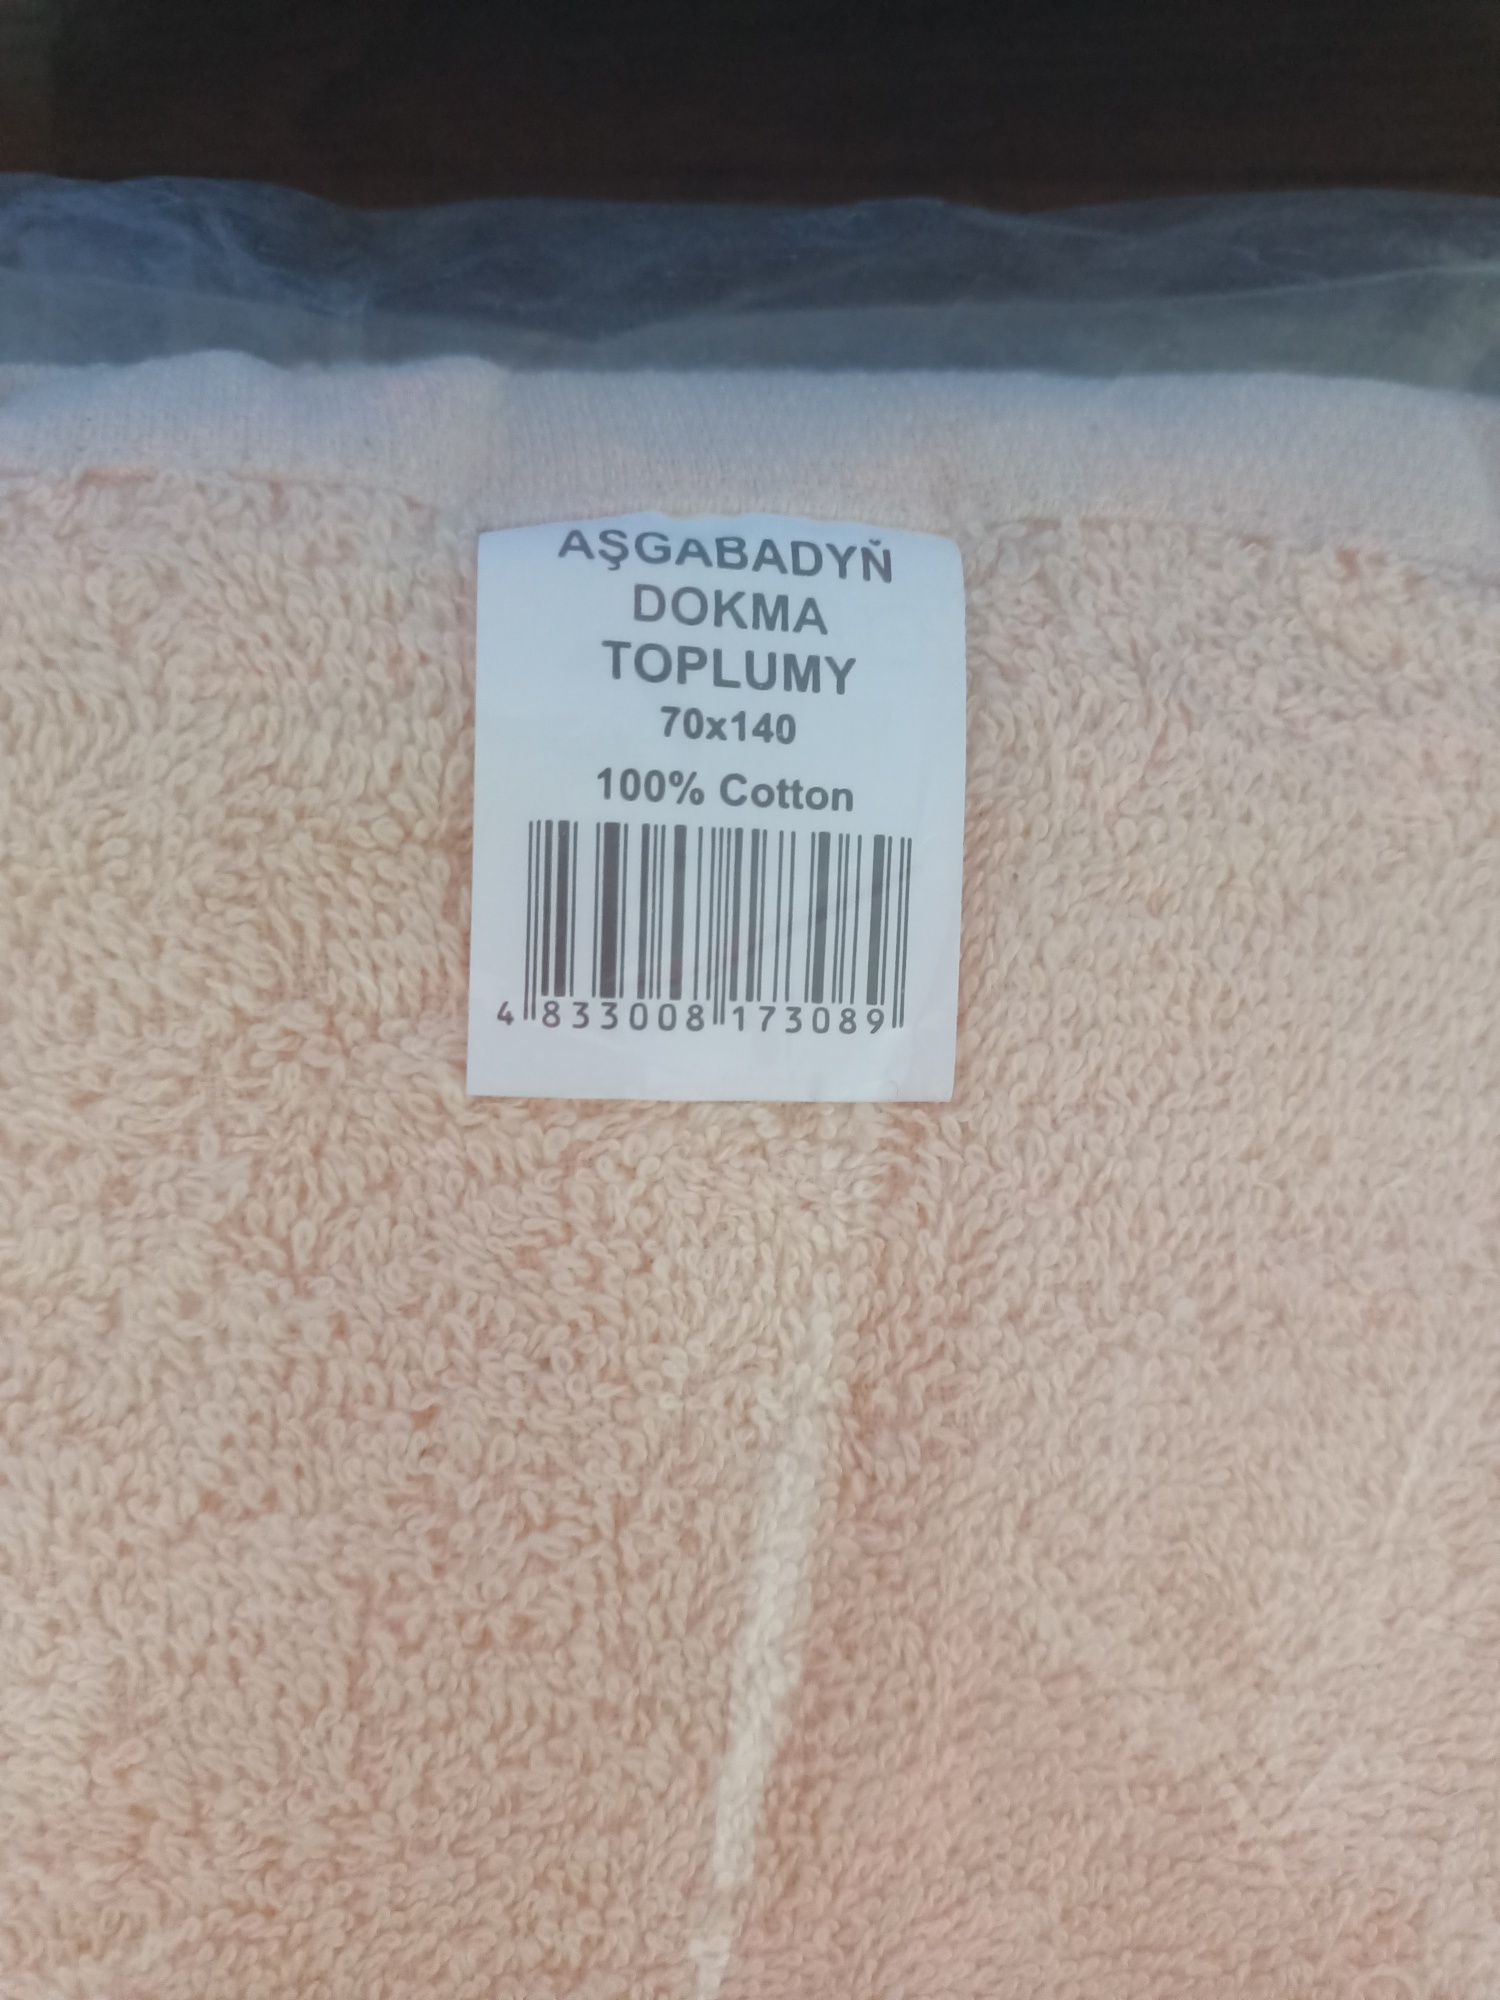 AŞGABADYŇ
DOKMA
TOPLUMY
70x140
100% Cotton
4 833008 173089